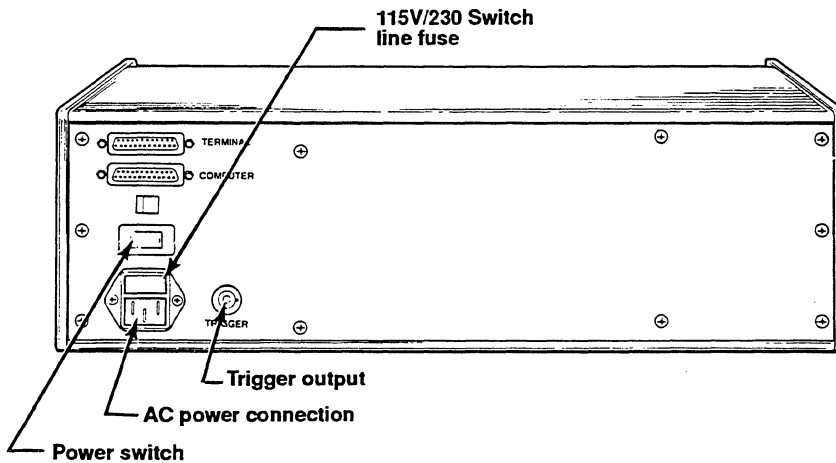 115V/230 Switch
line fuse
TERMINAL
COMPUTER
TRIGGER
Trigger output
AC power connection
Power switch